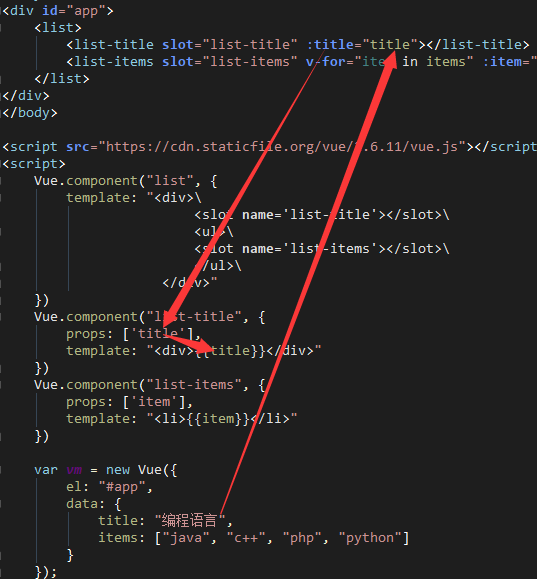 <div id="app">
<list>
<list-title slot="list-title" :title="title"></list-title>
<list-items slot="list-items" v-for="item in items" :item="
</list>
</div>
</body>
<script src="https://cdn.staticfile.org/vue/2.6.11/vue.js"></script
<script>
Vue.component("list", {
template: "<div>\
<slot name='list-title'></slot>\
<ul>\
<slot name='list-items'></slot>\
</ul>\
</div>"
})
Vue.component("list-title", {
props: ['title'],
template: "<div>{{title}}</div>"
})
Vue.component("list-items", {
props: ['item'],
template: "<li>{{item}}</li>"
})
var vm = new Vue({
el: "#app",
data: {
title: "编程语言",
items: ["java", "c++", "php", "python"]
}
});